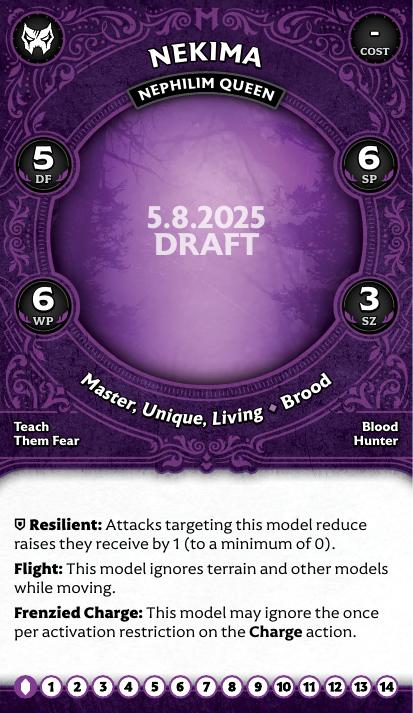 NEKIMA
NEPHILIM QUEEN
-
COST
5
DF
6
SP
5.8.2025
DRAFT
6
WP
3
SZ
Master, Unique, Living ♦ Brood
Teach
Them Fear
Blood
Hunter
Resilient: Attacks targeting this model reduce
raises they receive by 1 (to a minimum of 0).
Flight: This model ignores terrain and other models
while moving.
Frenzied Charge: This model may ignore the once
per activation restriction on the Charge action.
1 2 3 4 5 6 7 8 9 10 11 12 13 14